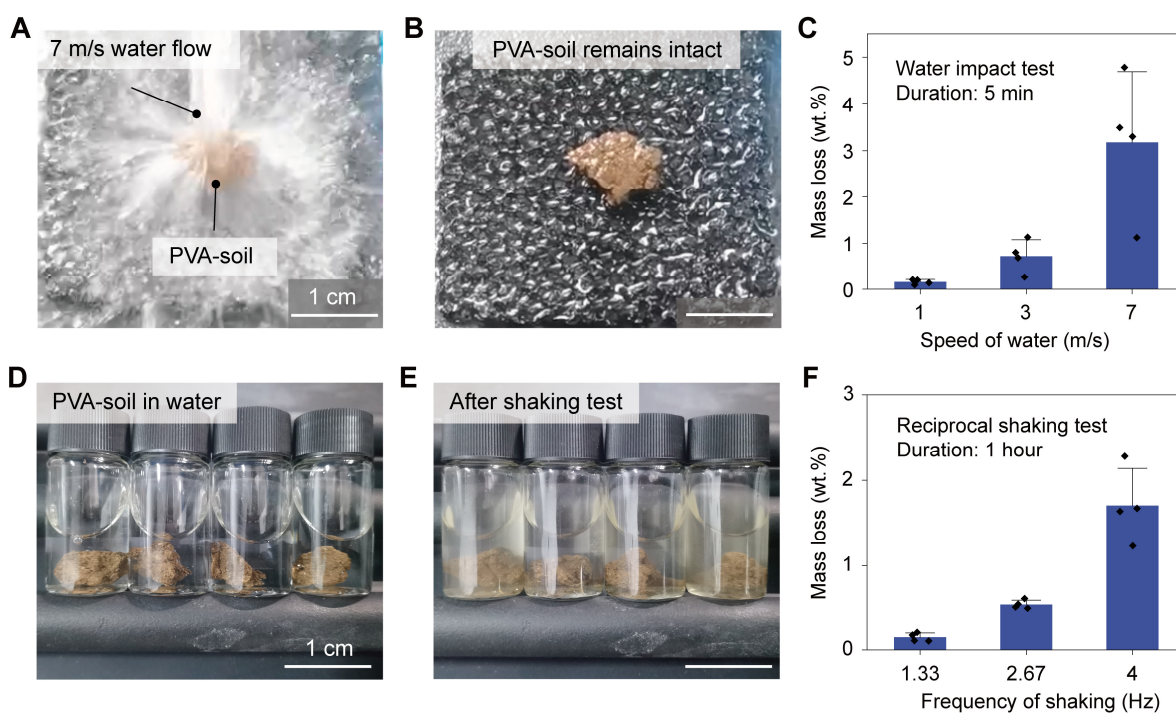 A
7 m/s water flow
PVA-soil
1 cm
B
PVA-soil remains intact
C
Water impact test
Duration: 5 min
Mass loss (wt.%)
5
4
3
2
1
0
1 3 7
Speed of water (m/s)
D
PVA-soil in water
1 cm
E
After shaking test
F
Reciprocal shaking test
Duration: 1 hour
Mass loss (wt.%)
3
2
1
0
1.33 2.67 4
Frequency of shaking (Hz)